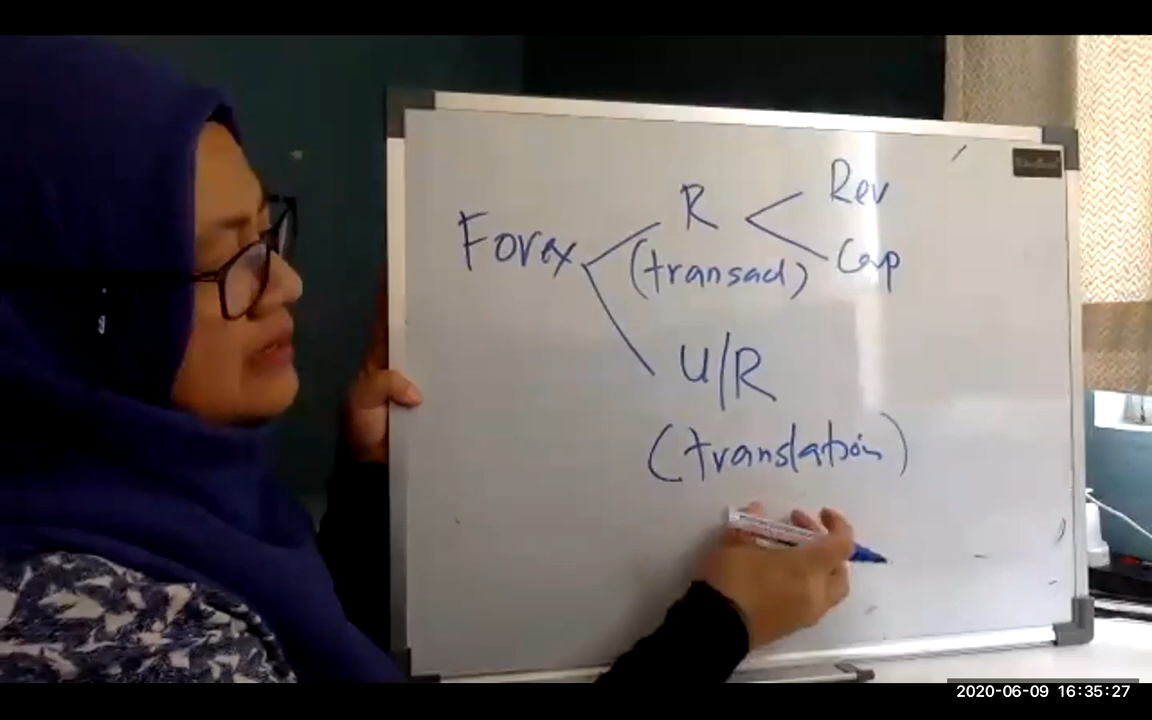 Forex
R
Rev
(transact)
Cap
U/R
(translation)
2020-06-09 16:35:27